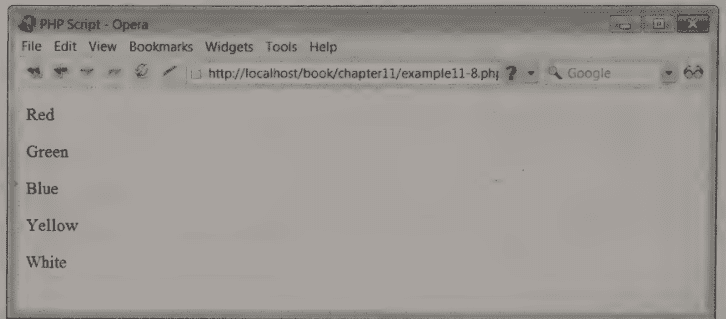 PHP Script - Opera
File Edit View Bookmarks Widgets Tools Help
http://localhost/book/chapter11/example11-8.php ? Google
Red
Green
Blue
Yellow
White